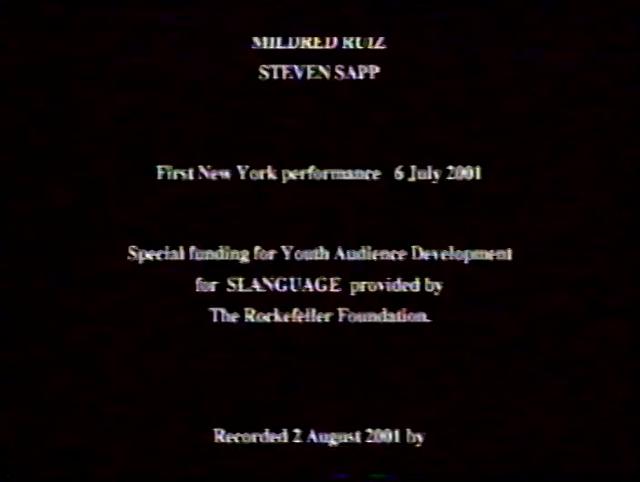 MILDRED RUIZ
STEVEN SAPP
First New York performance 6 July 2001
Special funding for Youth Audience Development
for SLANGUAGE provided by
The Rockefeller Foundation.
Recorded 2 August 2001 by